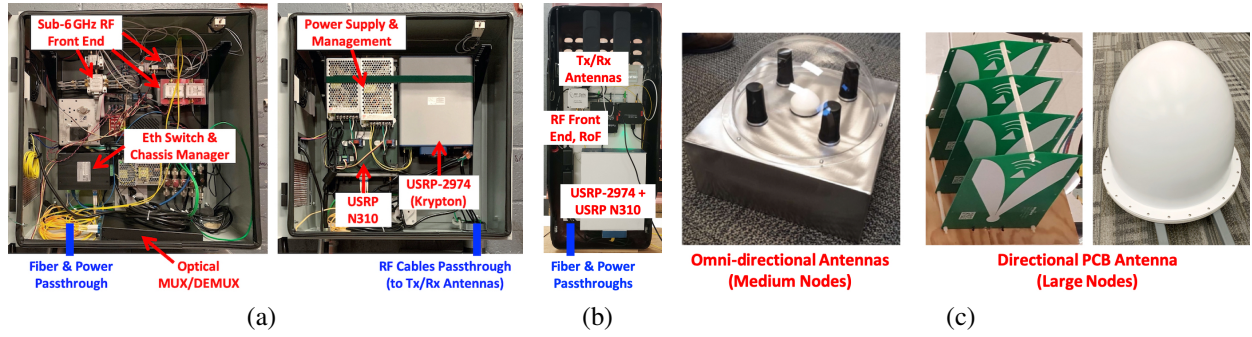 Sub-6 GHz RF
Front End
Eth Switch &
Chassis Manager
Fiber & Power
Passthrough
Optical
MUX/DEMUX
Power Supply &
Management
USRP
N310
USRP-2974
(Krypton)
RF Cables Passthrough
(to Tx/Rx Antennas)
(a)
Tx/Rx
Antennas
RF Front
End, RoF
USRP-2974 +
USRP N310
Fiber & Power
Passthroughs
(b)
Omni-directional Antennas
(Medium Nodes)
Directional PCB Antenna
(Large Nodes)
(c)